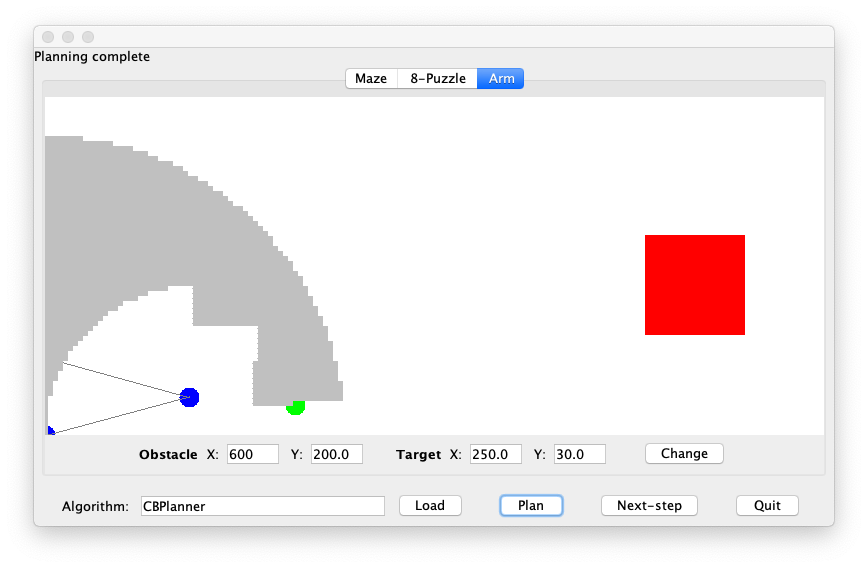 Planning complete
Maze 8-Puzzle Arm
Obstacle X: 600 Y: 200.0 Target X: 250.0 Y: 30.0 Change
Algorithm: CBPlanner Load Plan Next-step Quit